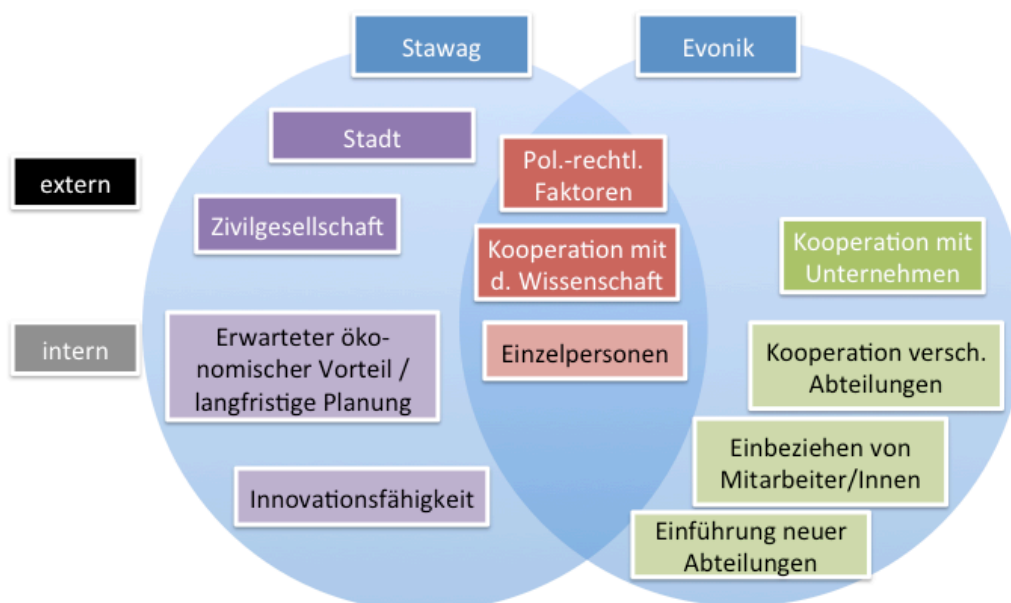 Stawag
Evonik
Stadt
extern
Pol.-rechtl.
Faktoren
Zivilgesellschaft
Kooperation mit
d. Wissenschaft
Kooperation mit
Unternehmen
intern
Erwarteter öko-
nomischer Vorteil /
langfristige Planung
Einzelpersonen
Kooperation versch.
Abteilungen
Einbeziehen von
Mitarbeiter/Innen
Innovationsfähigkeit
Einführung neuer
Abteilungen